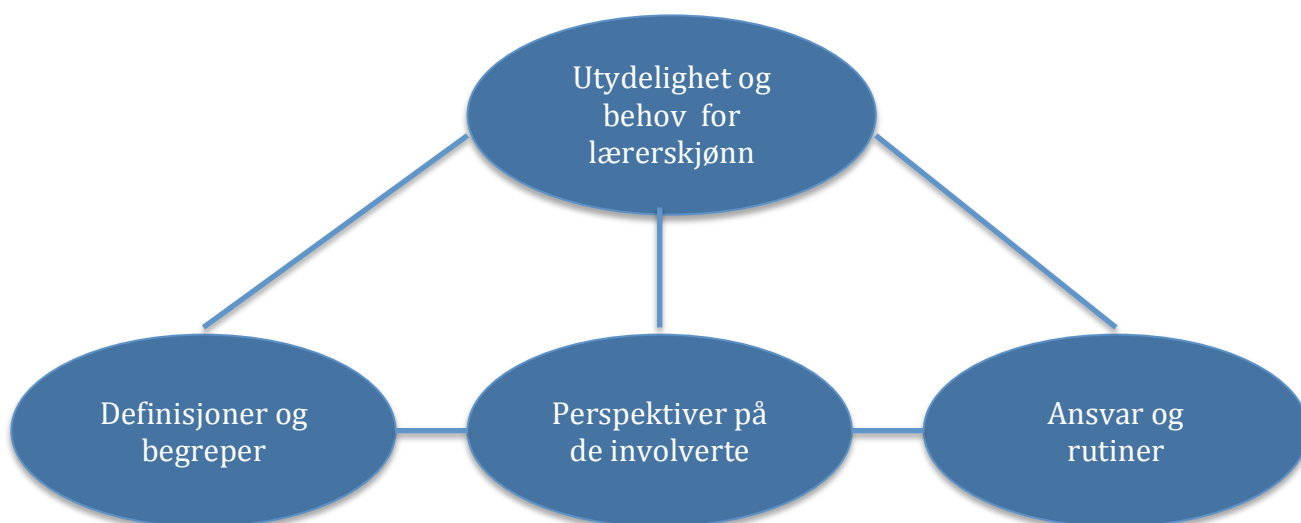 Utydelighet og
behov  for
lærerskjønn
Definisjoner og
begreper
Perspektiver på
de involverte
Ansvar og
rutiner